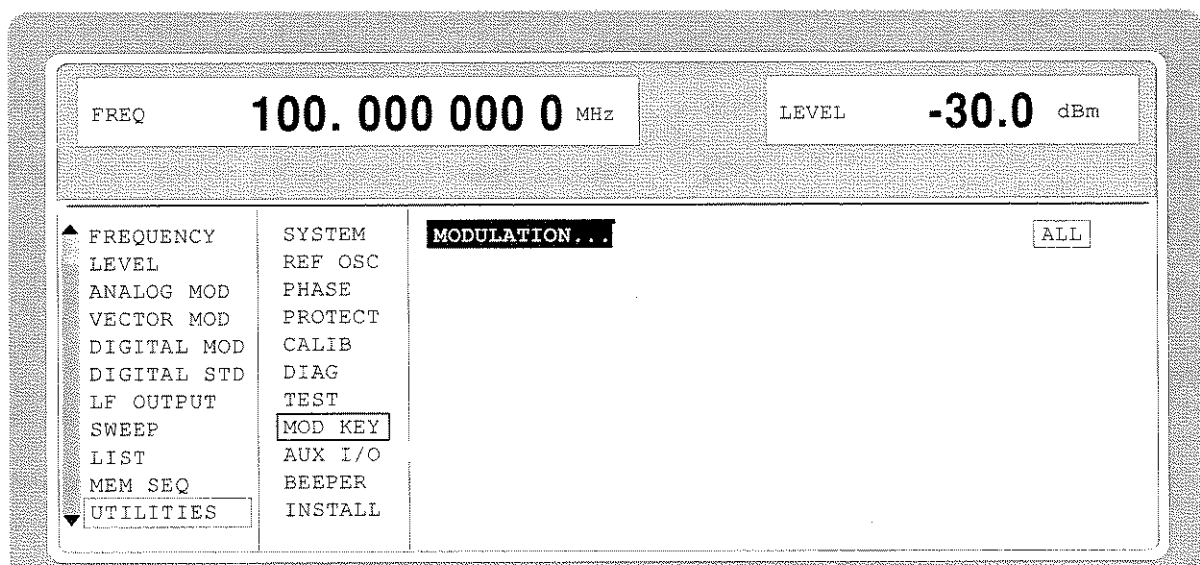 FREQ 100. 000 000 0 MHz LEVEL -30.0 dBm
FREQUENCY SYSTEM MODULATION... ALL
LEVEL REF OSC
ANALOG MOD PHASE
VECTOR MOD PROTECT
DIGITAL MOD CALIB
DIGITAL STD DIAG
LF OUTPUT TEST
SWEEP MOD KEY
LIST AUX I/O
MEM SEQ BEEPER
UTILITIES INSTALL